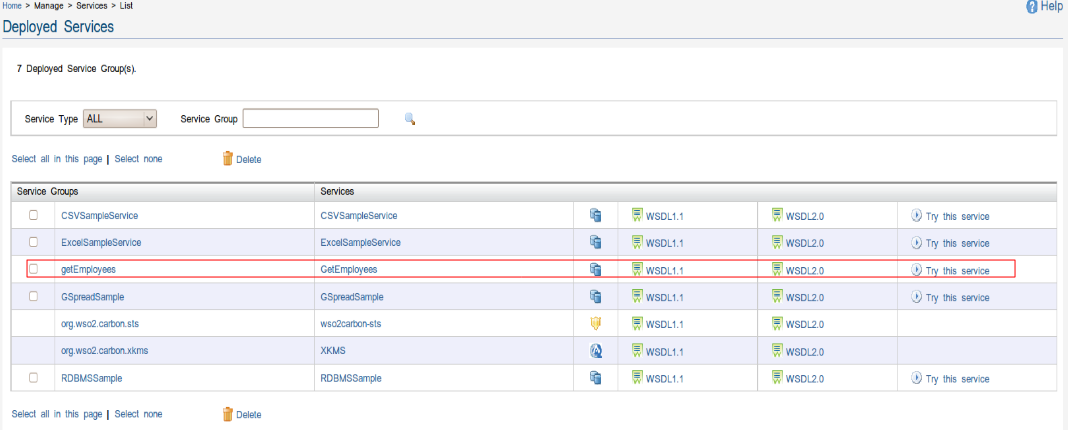 Home > Manage > Services > List
Help
Deployed Services
7 Deployed Service Group(s).
Service Type ALL Service Group
Select all in this page | Select none Delete
Service Groups Services
CSVSampleService CSVSampleService WSDL1.1 WSDL2.0 Try this service
ExcelSampleService ExcelSampleService WSDL1.1 WSDL2.0 Try this service
getEmployees GetEmployees WSDL1.1 WSDL2.0 Try this service
GSpreadSample GSpreadSample WSDL1.1 WSDL2.0 Try this service
org.wso2.carbon.sts wso2carbon-sts WSDL1.1 WSDL2.0
org.wso2.carbon.xkms XKMS WSDL1.1 WSDL2.0
RDBMSSample RDBMSSample WSDL1.1 WSDL2.0 Try this service
Select all in this page | Select none Delete